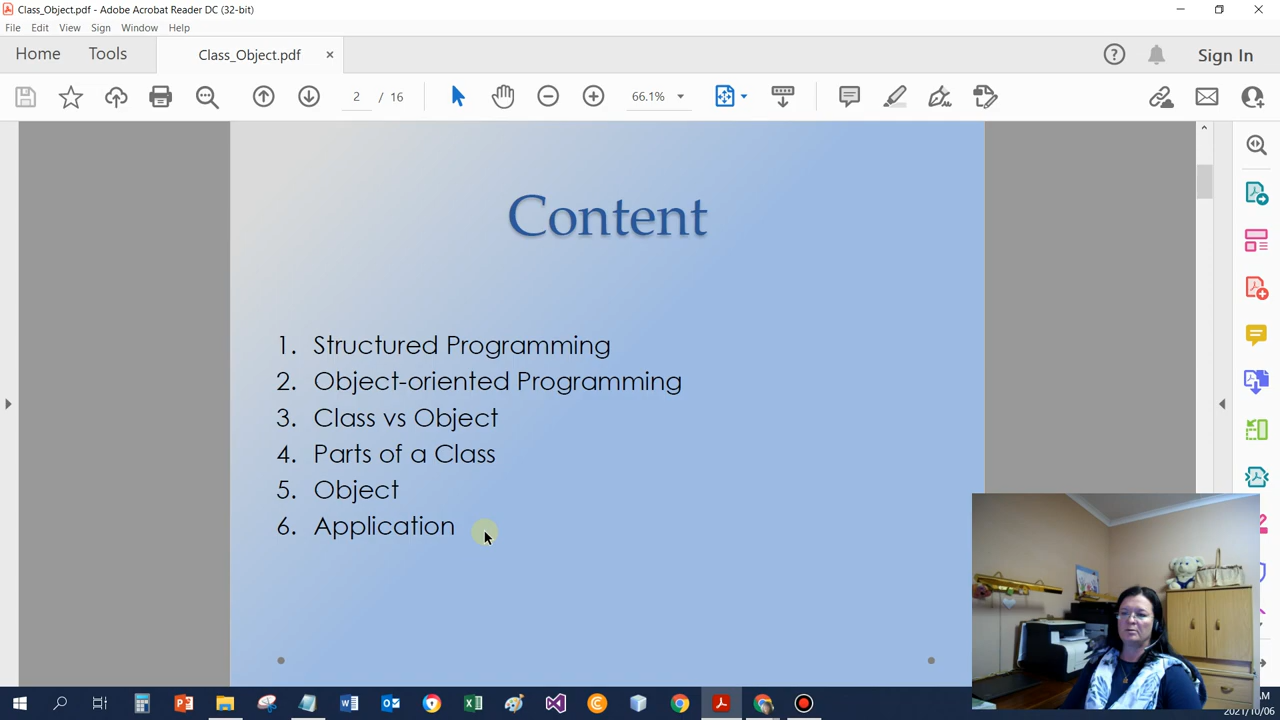 Class_Object.pdf - Adobe Acrobat Reader DC (32-bit)
File Edit View Sign Window Help
Home Tools Class_Object.pdf × Sign In
2 / 16 66.1%
Content
1. Structured Programming
2. Object-oriented Programming
3. Class vs Object
4. Parts of a Class
5. Object
6. Application
AM
2021/10/06